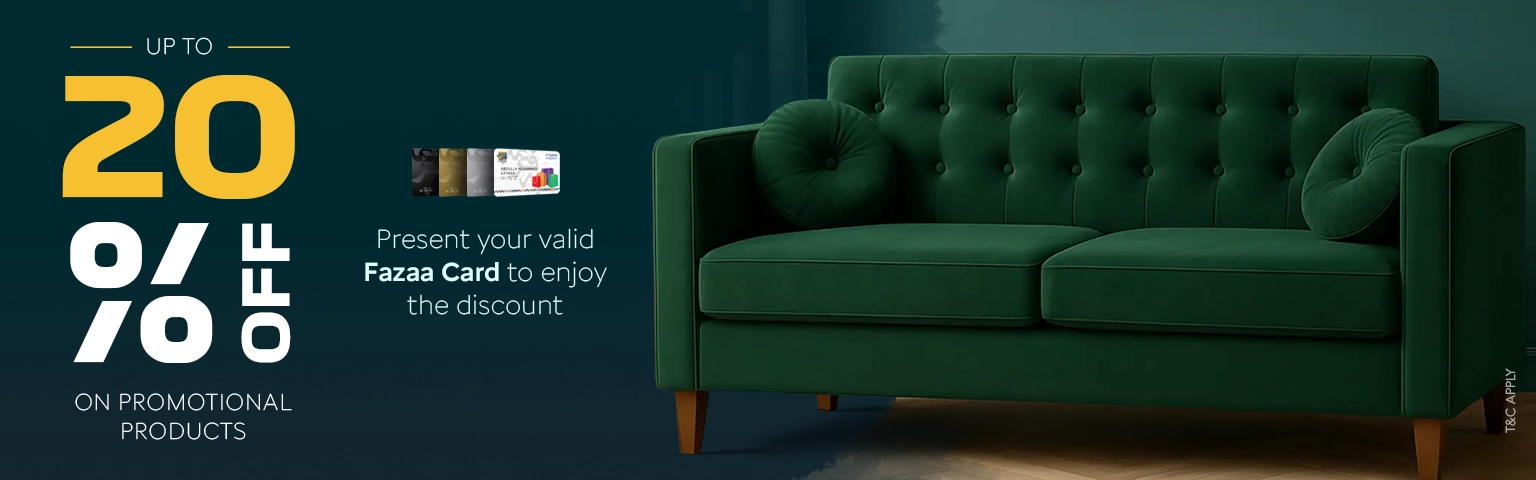 UP TO
20
% OFF
ON PROMOTIONAL
PRODUCTS
Present your valid
Fazaa Card to enjoy
the discount
T&C APPLY